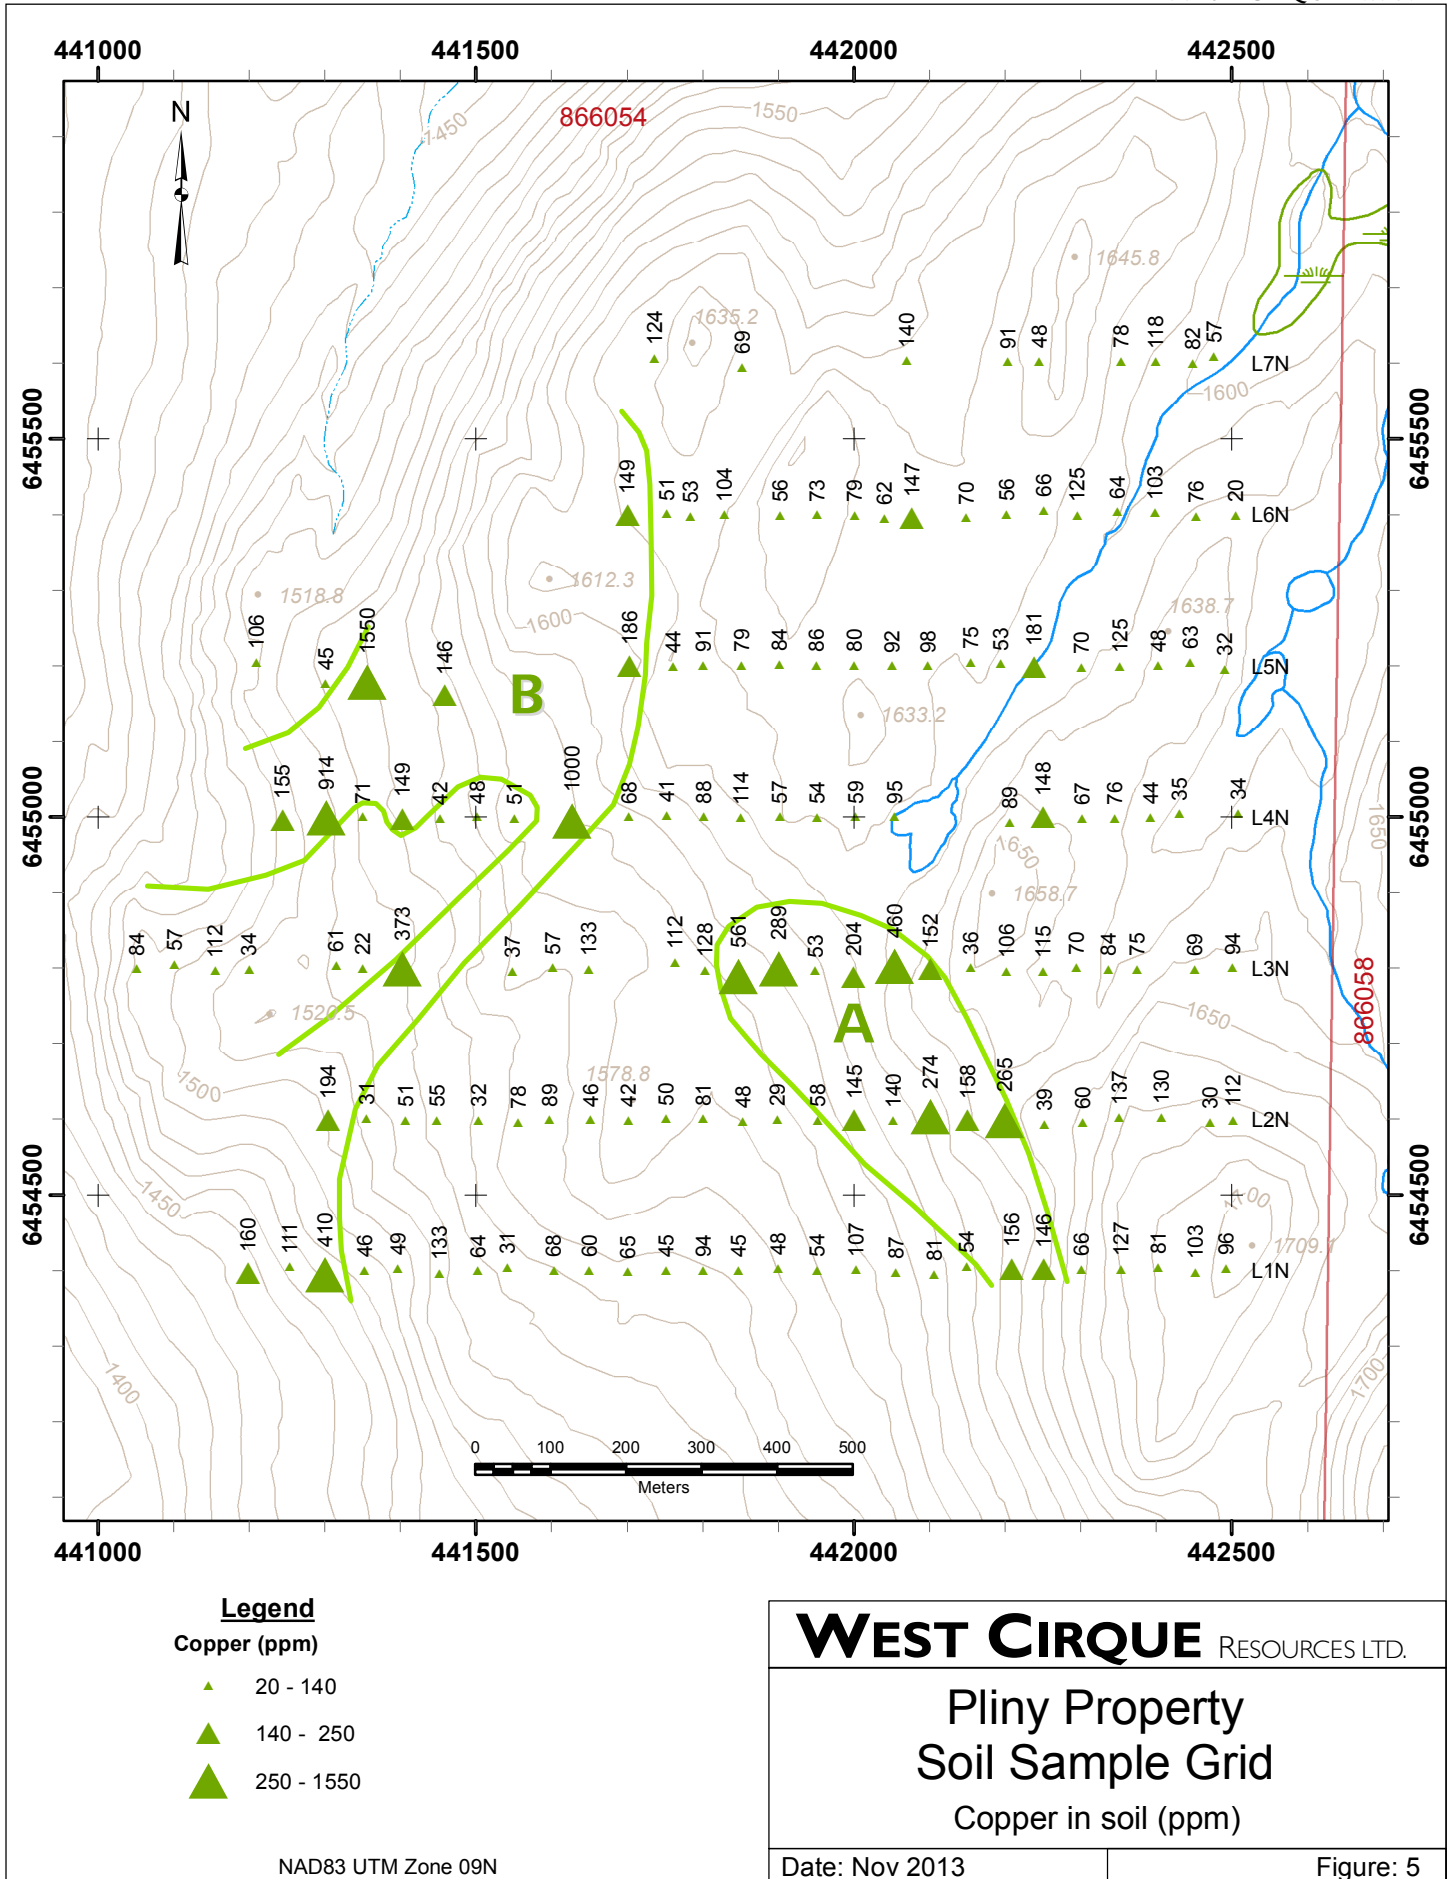 441000 441500 442000 442500
N
866054
1450
1550
1645.8
1635.2
124 69 140 91 48 78 118 82 57
L7N
1600
6455500 6455500
149 51 53 104 56 73 79 62 147 70 56 66 125 64 103 76 20
L6N
1518.8
1612.3
1600
1638.7
106 45 1550 146 186 44 91 79 84 86 80 92 98 75 53 181 70 125 48 63 32
L5N
B
1633.2
155 914 71 149 42 48 51 1000 68 41 88 114 57 54 59 95 89 148 67 76 44 35 34
L4N
6455000 6455000
1650
1650
1658.7
84 57 112 34 61 22 373 37 57 133 112 128 561 289 53 204 460 152 36 106 115 70 84 75 69 94
L3N
866058
1520.5
A
1650
1500
1578.8
194 31 51 55 32 78 89 46 42 50 81 48 29 58 145 140 274 158 265 39 60 137 130 30 112
L2N
1450
6454500 6454500
1700
160 111 410 46 49 133 64 31 68 60 65 45 94 45 48 54 107 87 81 54 156 146 66 127 81 103 96
L1N
1709.1
1400
1700
0 100 200 300 400 500
Meters
441000 441500 442000 442500
Legend
Copper (ppm)
20 - 140
140 - 250
250 - 1550
NAD83 UTM Zone 09N
WEST CIRQUE RESOURCES LTD.
Pliny Property
Soil Sample Grid
Copper in soil (ppm)
Date: Nov 2013
Figure: 5